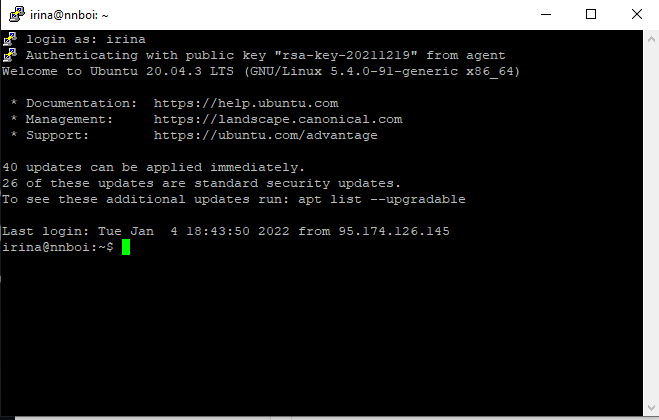 irina@nnboi: ~
login as: irina
Authenticating with public key "rsa-key-20211219" from agent
Welcome to Ubuntu 20.04.3 LTS (GNU/Linux 5.4.0-91-generic x86_64)
* Documentation:  https://help.ubuntu.com
* Management:     https://landscape.canonical.com
* Support:        https://ubuntu.com/advantage
40 updates can be applied immediately.
26 of these updates are standard security updates.
To see these additional updates run: apt list --upgradable
Last login: Tue Jan  4 18:43:50 2022 from 95.174.126.145
irina@nnboi:~$